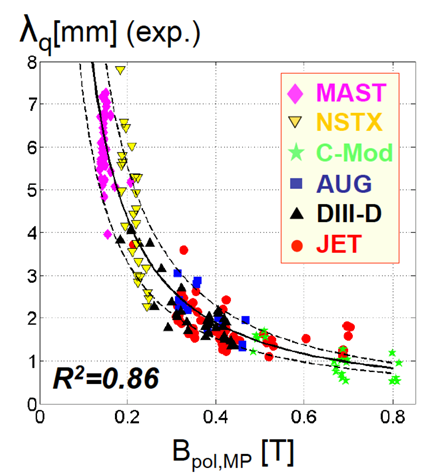 λq[mm] (exp.)
8
7
6
5
4
3
2
1
0
MAST
NSTX
C-Mod
AUG
DIII-D
JET
R²=0.86
0
0.2
0.4
0.6
0.8
Bpol,MP [T]